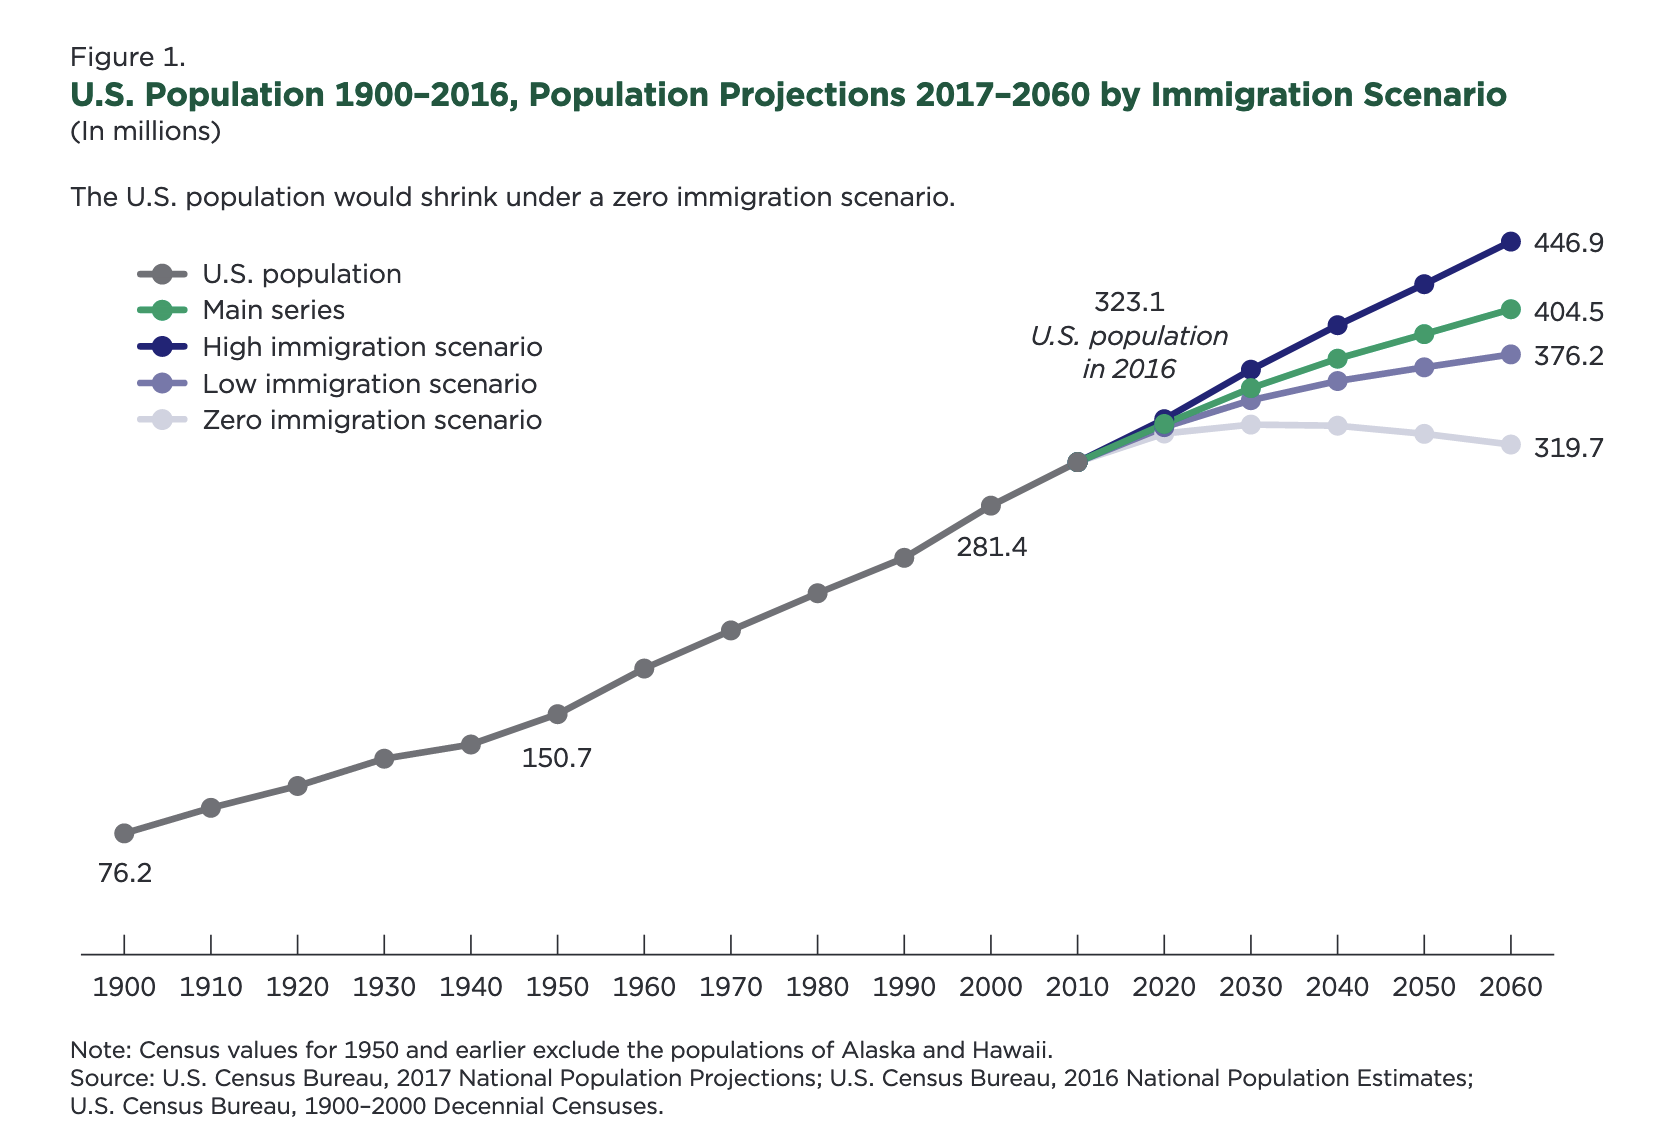 Figure 1.
U.S. Population 1900–2016, Population Projections 2017–2060 by Immigration Scenario
(In millions)
The U.S. population would shrink under a zero immigration scenario.
U.S. population
Main series
High immigration scenario
Low immigration scenario
Zero immigration scenario
323.1
U.S. population
in 2016
446.9
404.5
376.2
319.7
281.4
150.7
76.2
1900 1910 1920 1930 1940 1950 1960 1970 1980 1990 2000 2010 2020 2030 2040 2050 2060
Note: Census values for 1950 and earlier exclude the populations of Alaska and Hawaii.
Source: U.S. Census Bureau, 2017 National Population Projections; U.S. Census Bureau, 2016 National Population Estimates;
U.S. Census Bureau, 1900–2000 Decennial Censuses.